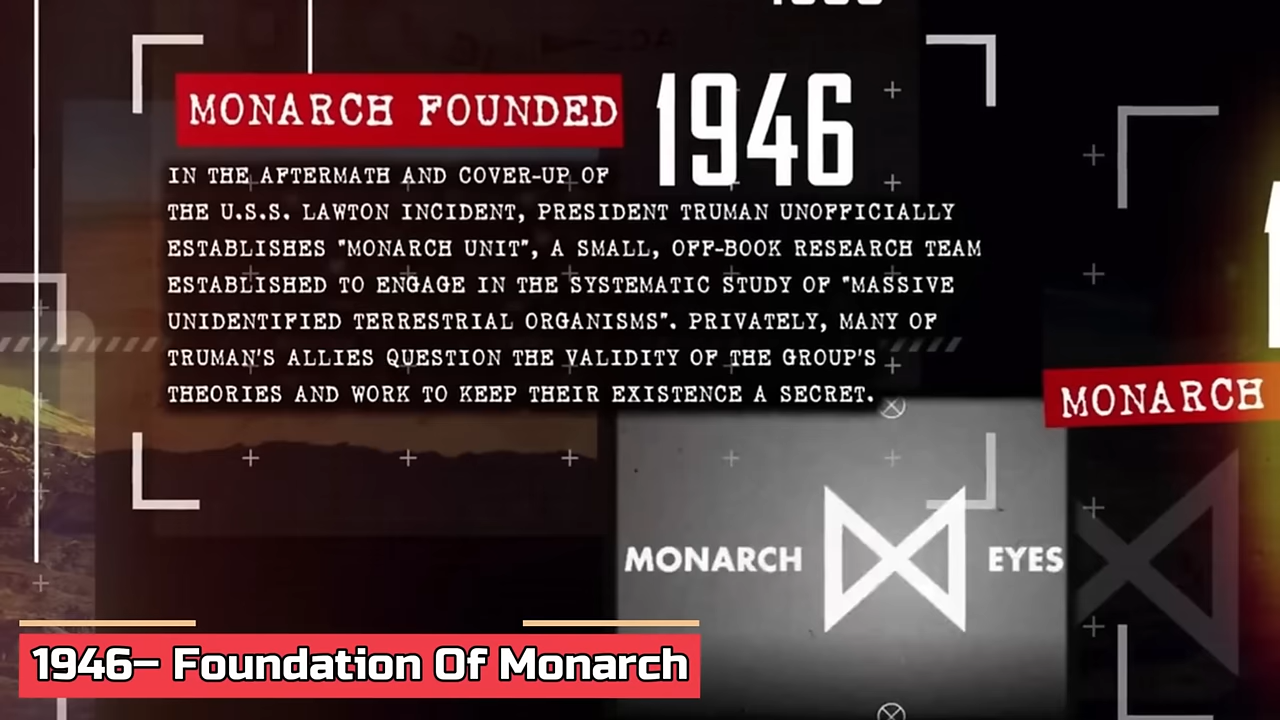 MONARCH FOUNDED
1946
IN THE AFTERMATH AND COVER-UP OF
THE U.S.S. LAWTON INCIDENT, PRESIDENT TRUMAN UNOFFICIALLY
ESTABLISHES "MONARCH UNIT", A SMALL, OFF-BOOK RESEARCH TEAM
ESTABLISHED TO ENGAGE IN THE SYSTEMATIC STUDY OF "MASSIVE
UNIDENTIFIED TERRESTRIAL ORGANISMS". PRIVATELY, MANY OF
TRUMAN'S ALLIES QUESTION THE VALIDITY OF THE GROUP'S
THEORIES AND WORK TO KEEP THEIR EXISTENCE A SECRET.
MONARCH
MONARCH EYES
1946– Foundation Of Monarch